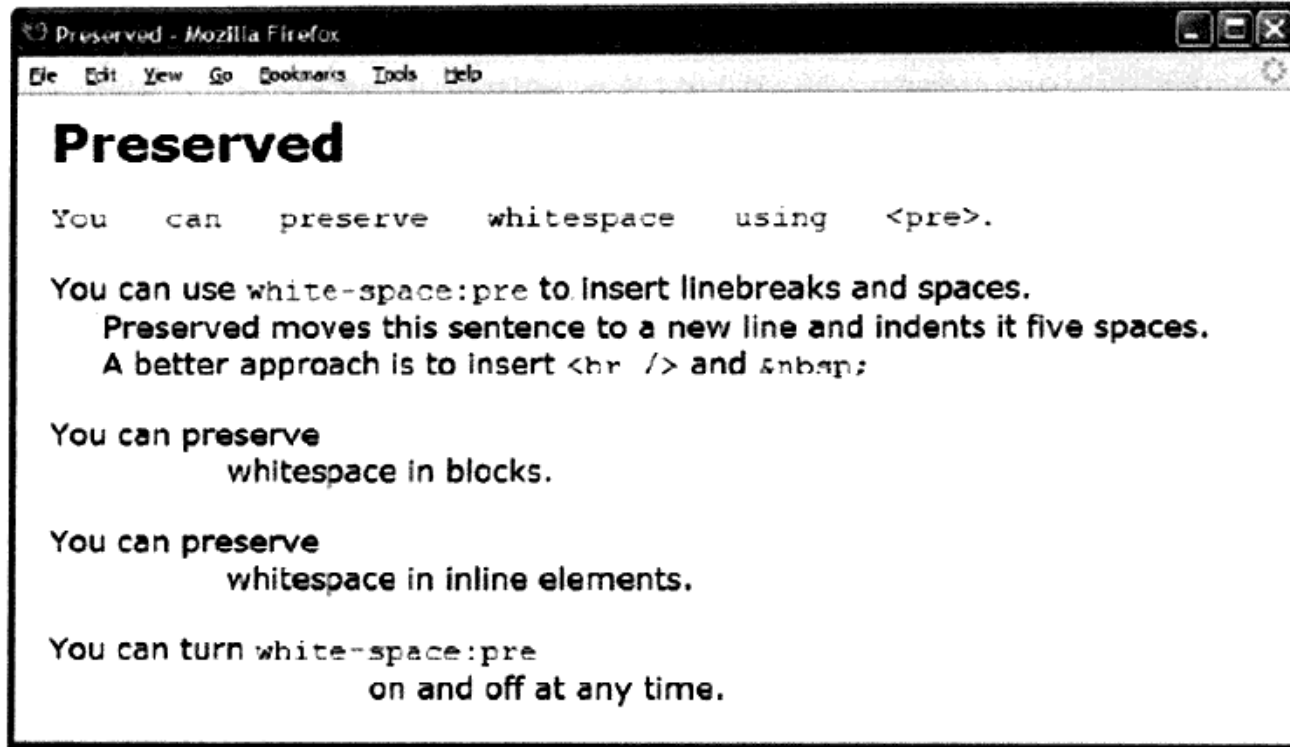 Preserved - Mozilla Firefox
File Edit View Go Bookmarks Tools Help
Preserved
You can preserve whitespace using <pre>.
You can use white-space:pre to insert linebreaks and spaces.
Preserved moves this sentence to a new line and indents it five spaces.
A better approach is to insert <br /> and &nbsp;
You can preserve
whitespace in blocks.
You can preserve
whitespace in inline elements.
You can turn white-space:pre
on and off at any time.